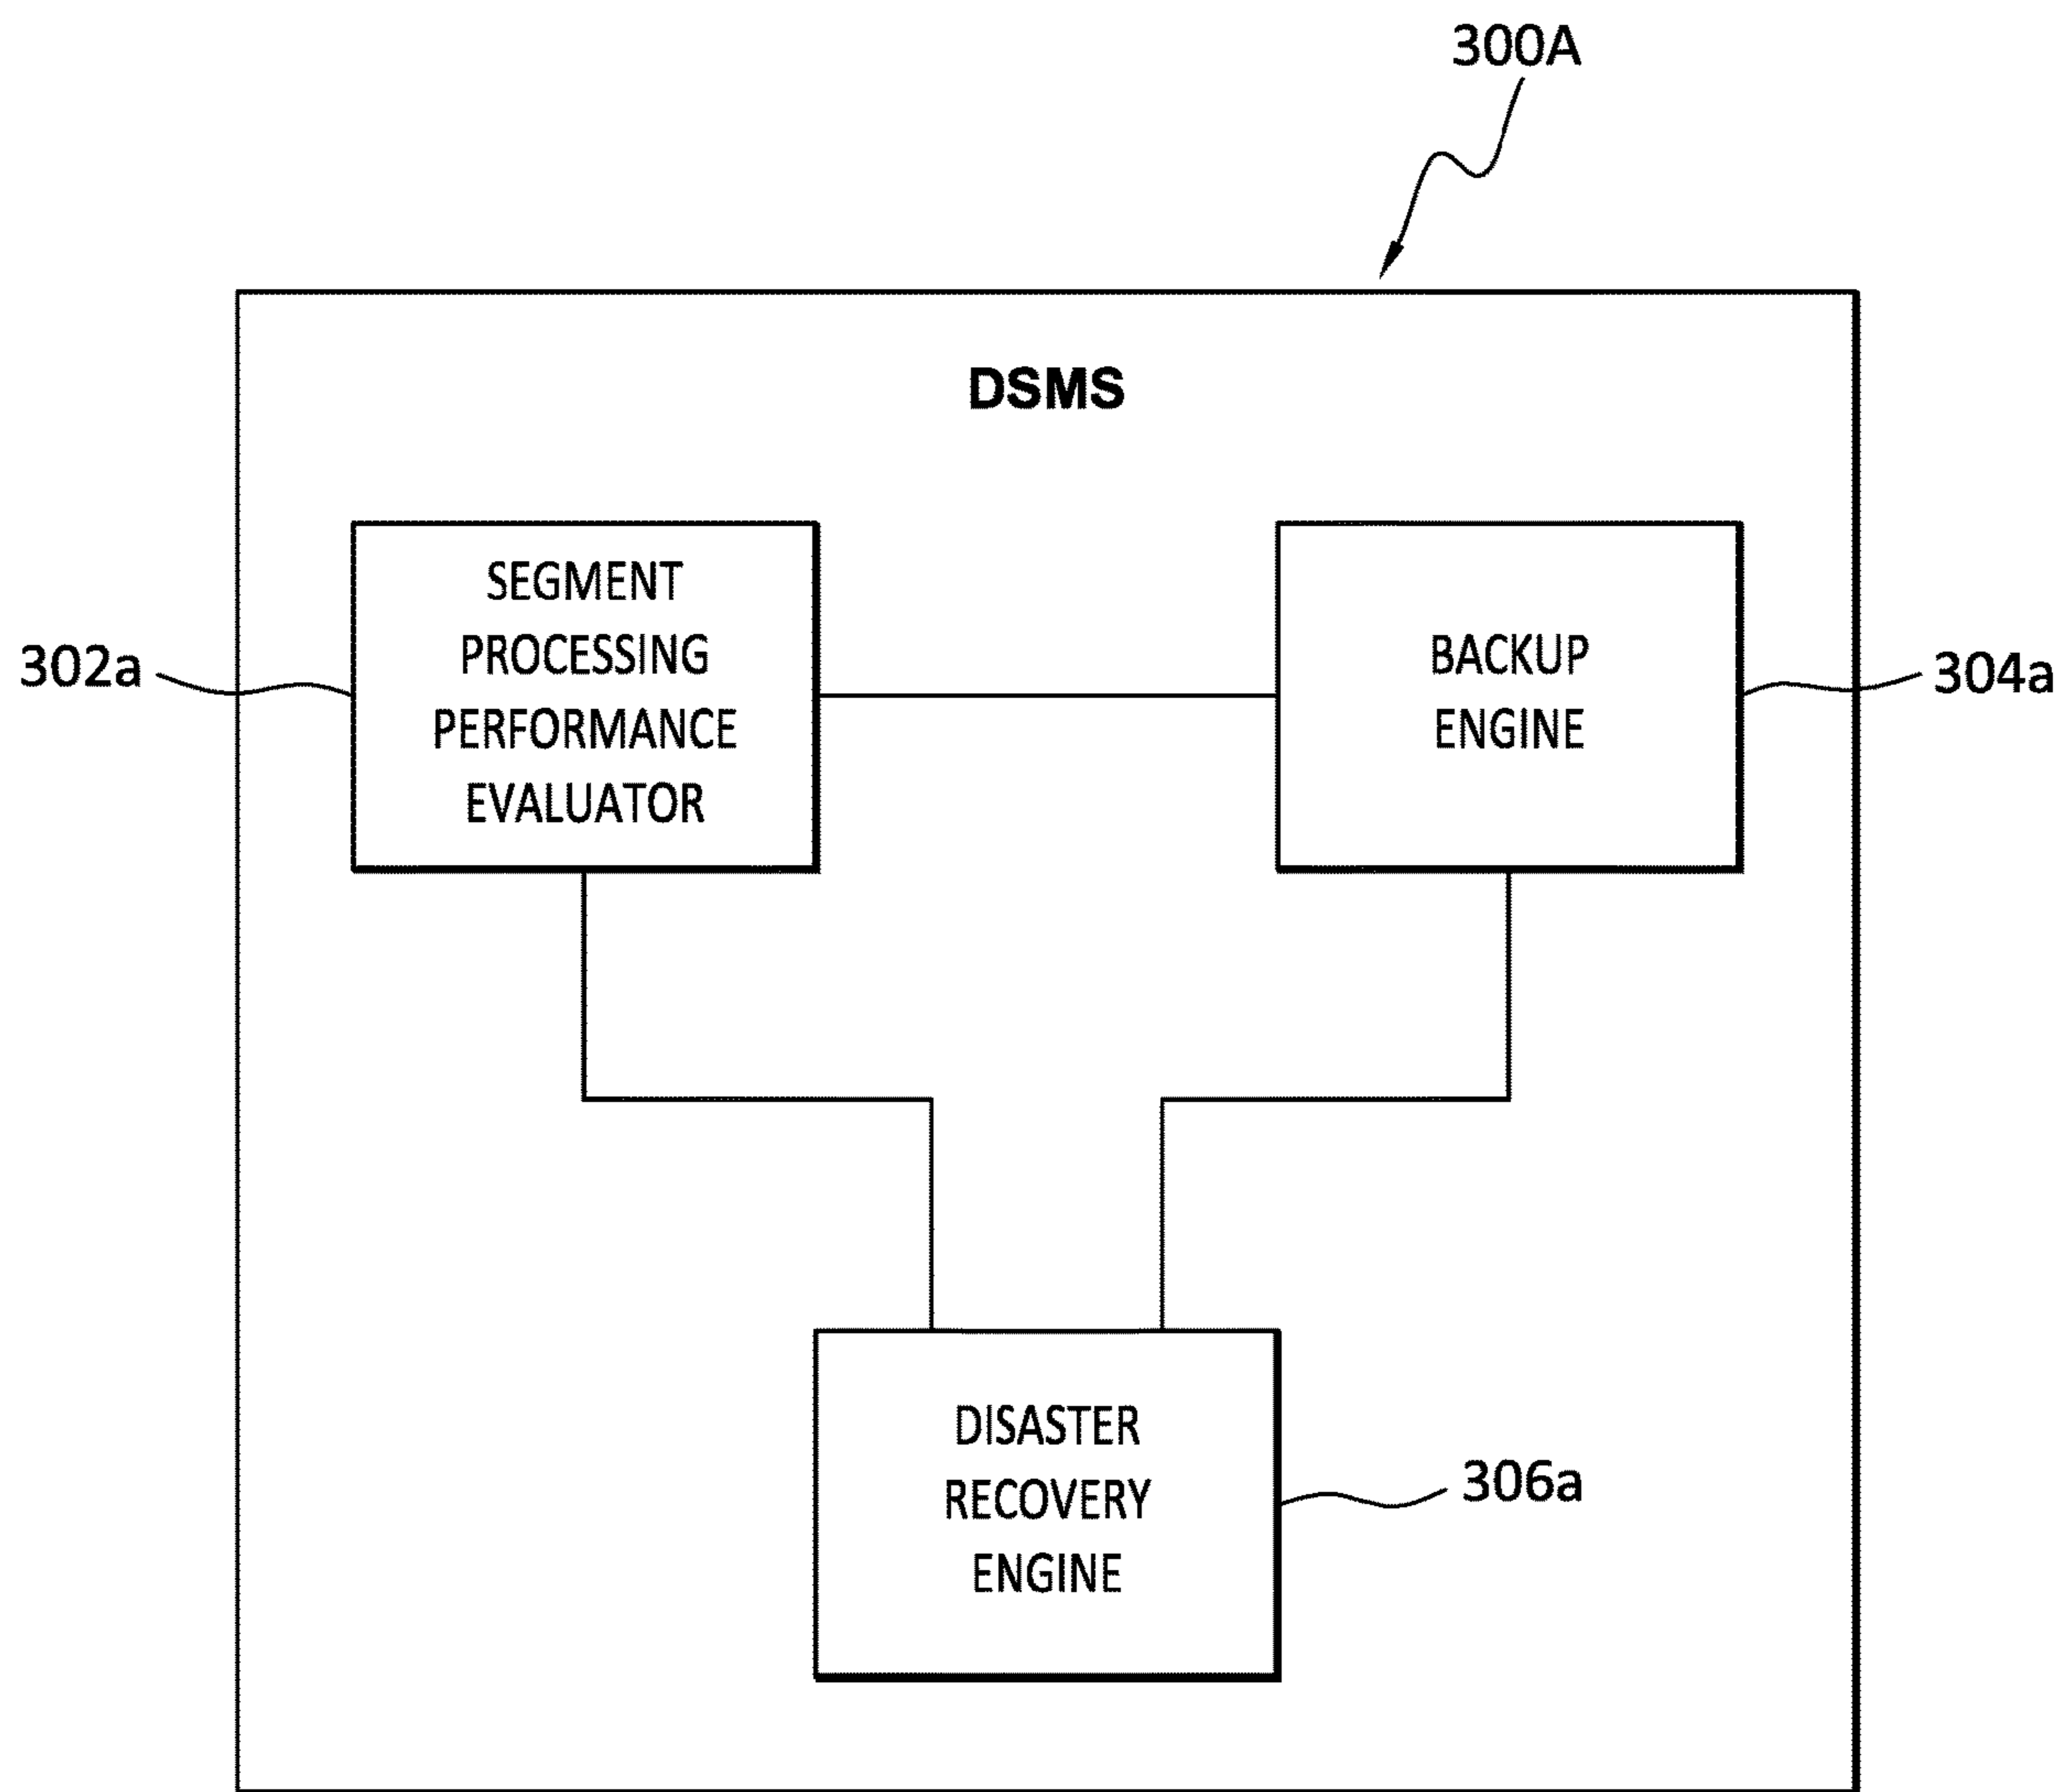 300A
DSMS
SEGMENT
PROCESSING
PERFORMANCE
EVALUATOR
302a
BACKUP
ENGINE
304a
DISASTER
RECOVERY
ENGINE
306a